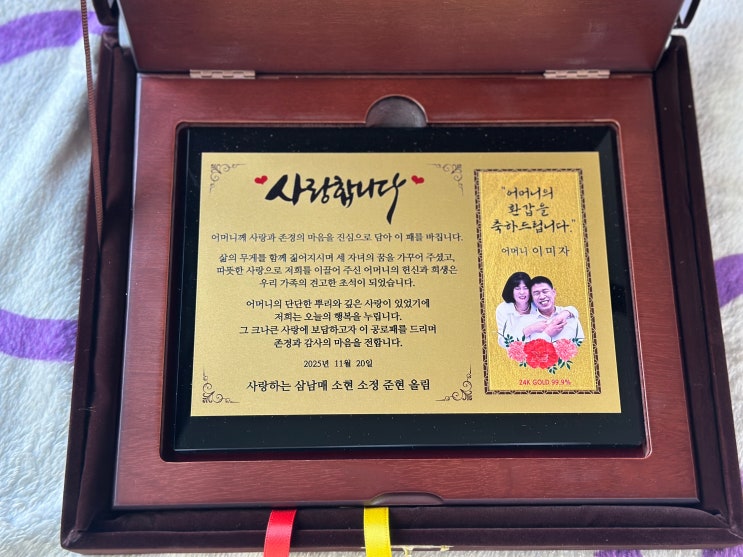 사랑합니다
어머니께 사랑과 존경의 마음을 진심으로 담아 이 패를 바칩니다.
삶의 무게를 함께 짊어지시며 세 자녀의 꿈을 가꾸어 주셨고,
따뜻한 사랑으로 저희를 이끌어 주신 어머니의 헌신과 희생은
우리 가족의 견고한 초석이 되었습니다.
어머니의 단단한 뿌리와 깊은 사랑이 있었기에
저희는 오늘의 행복을 누립니다.
그 크나큰 사랑에 보답하고자 이 공로패를 드리며
존경과 감사의 마음을 전합니다.
2025년 11월 20일
사랑하는 삼남매 소현 소정 준현 올림
"어머니의
환갑을
축하드립니다."
어머니 이미자
24K GOLD 99.9%